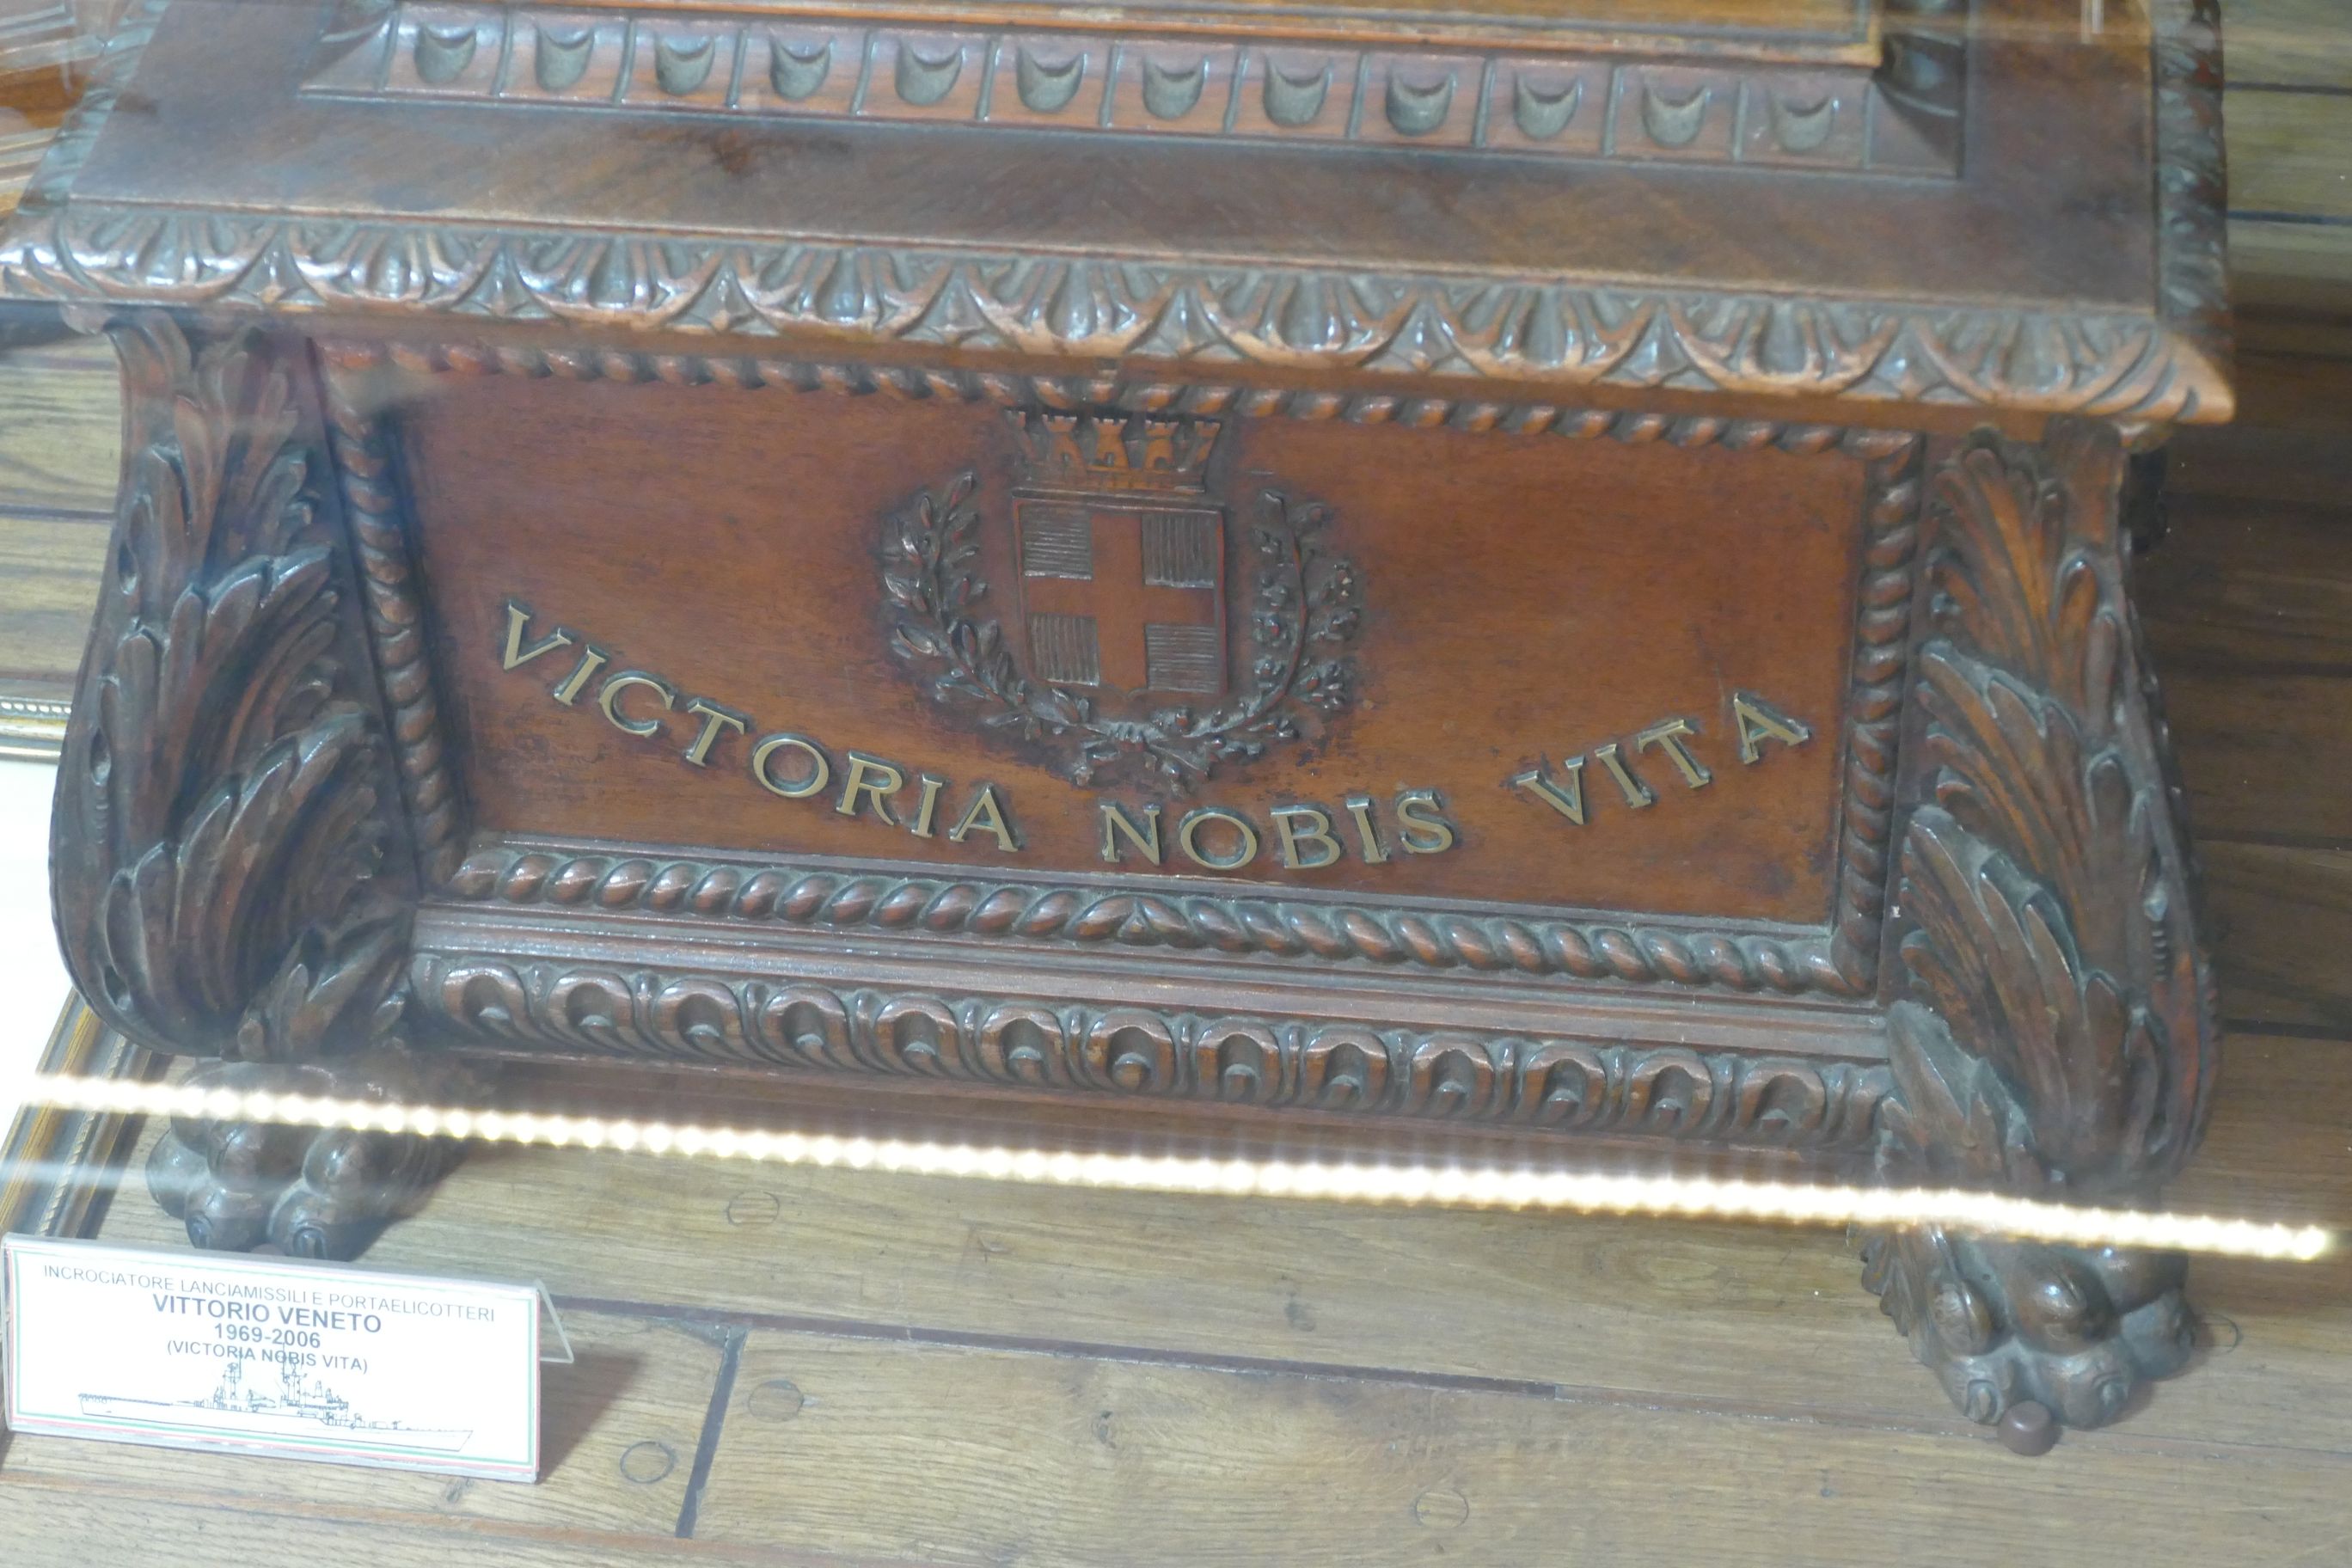 VICTORIA NOBIS VITA
INCROCIATORE LANCIAMISSILI E PORTAELICOTTERI
VITTORIO VENETO
1969-2006
(VICTORIA NOBIS VITA)